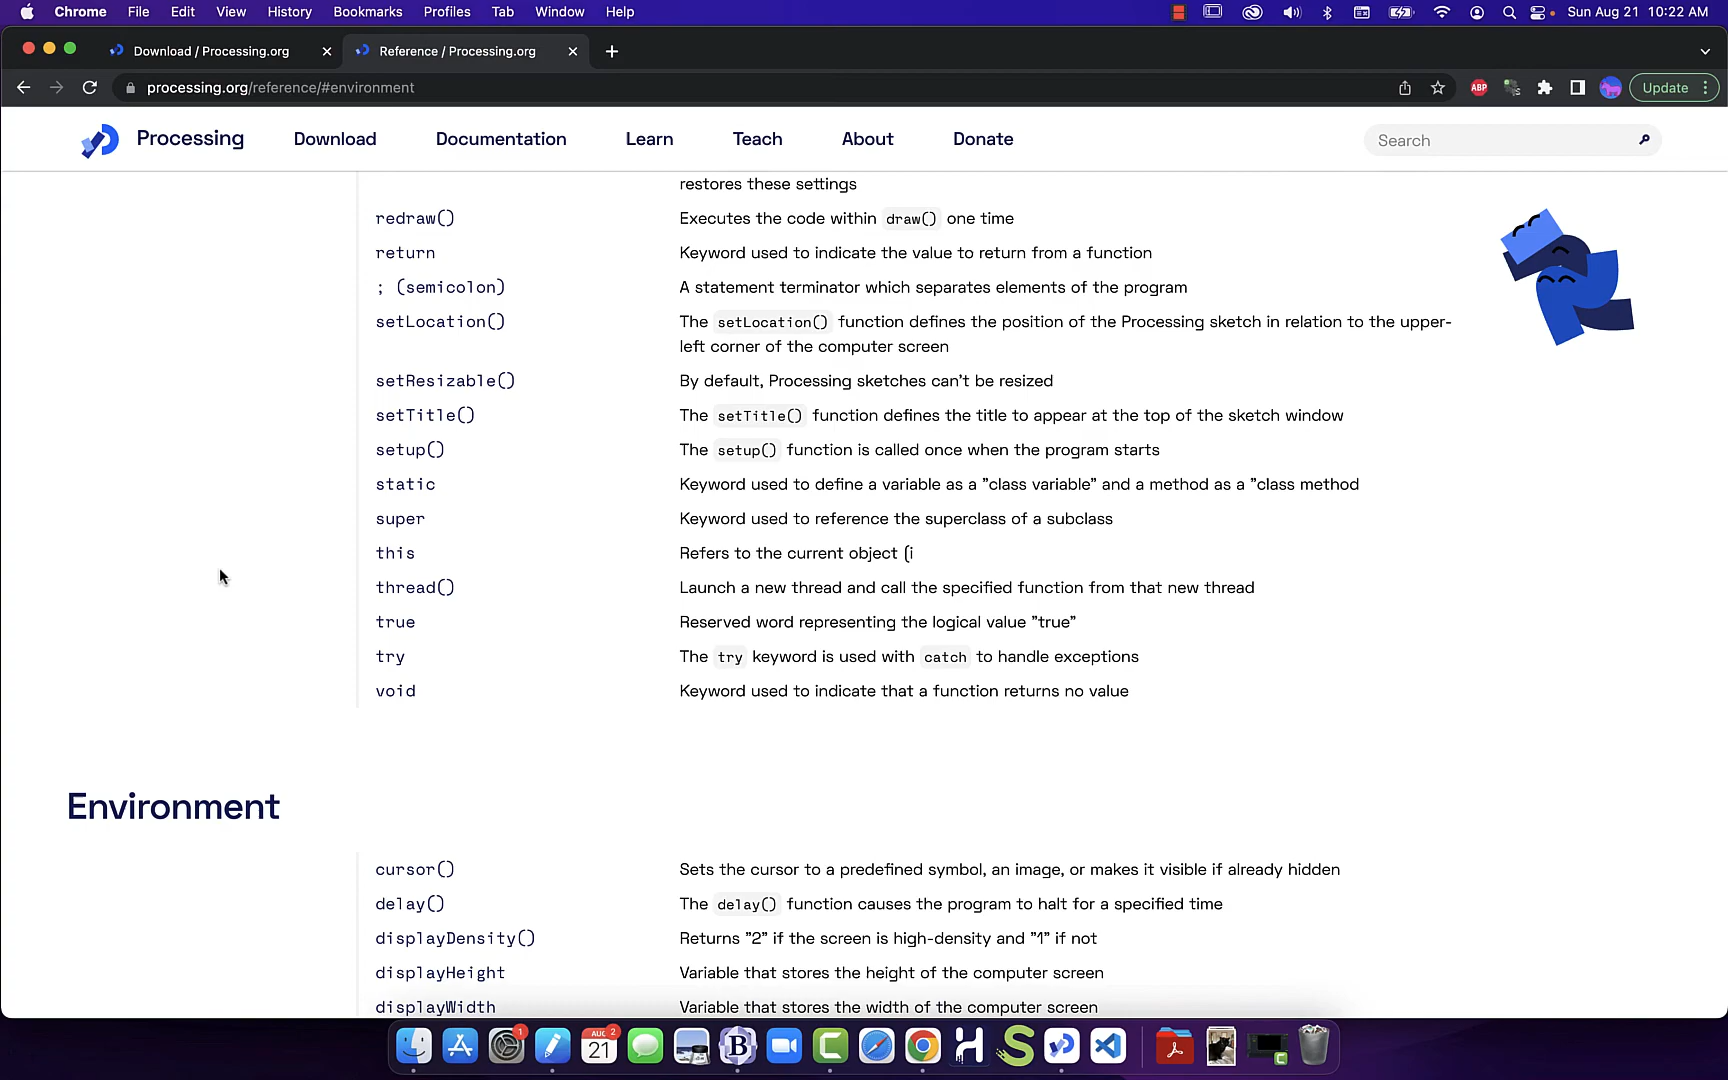 Chrome File Edit View History Bookmarks Profiles Tab Window Help Sun Aug 21 10:22 AM
Download / Processing.org Reference / Processing.org
processing.org/reference/#environment ABP Update
Processing Download Documentation Learn Teach About Donate Search
restores these settings
redraw() Executes the code within draw() one time
return Keyword used to indicate the value to return from a function
; (semicolon) A statement terminator which separates elements of the program
setLocation() The setLocation() function defines the position of the Processing sketch in relation to the upper-
left corner of the computer screen
setResizable() By default, Processing sketches can't be resized
setTitle() The setTitle() function defines the title to appear at the top of the sketch window
setup() The setup() function is called once when the program starts
static Keyword used to define a variable as a "class variable" and a method as a "class method
super Keyword used to reference the superclass of a subclass
this Refers to the current object (i
thread() Launch a new thread and call the specified function from that new thread
true Reserved word representing the logical value "true"
try The try keyword is used with catch to handle exceptions
void Keyword used to indicate that a function returns no value
Environment
cursor() Sets the cursor to a predefined symbol, an image, or makes it visible if already hidden
delay() The delay() function causes the program to halt for a specified time
displayDensity() Returns "2" if the screen is high-density and "1" if not
displayHeight Variable that stores the height of the computer screen
displayWidth Variable that stores the width of the computer screen
1 AUG 2 21 B